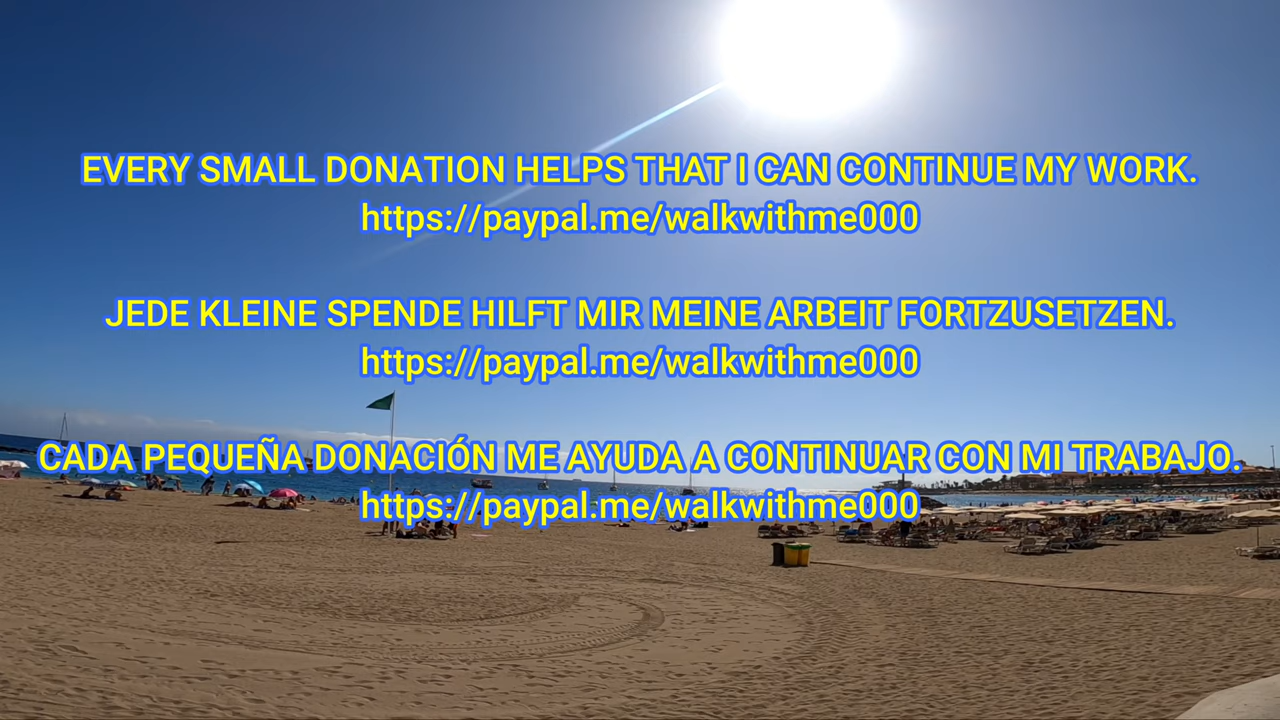 EVERY SMALL DONATION HELPS THAT I CAN CONTINUE MY WORK.
https://paypal.me/walkwithme000
JEDE KLEINE SPENDE HILFT MIR MEINE ARBEIT FORTZUSETZEN.
https://paypal.me/walkwithme000
CADA PEQUEÑA DONACIÓN ME AYUDA A CONTINUAR CON MI TRABAJO.
https://paypal.me/walkwithme000